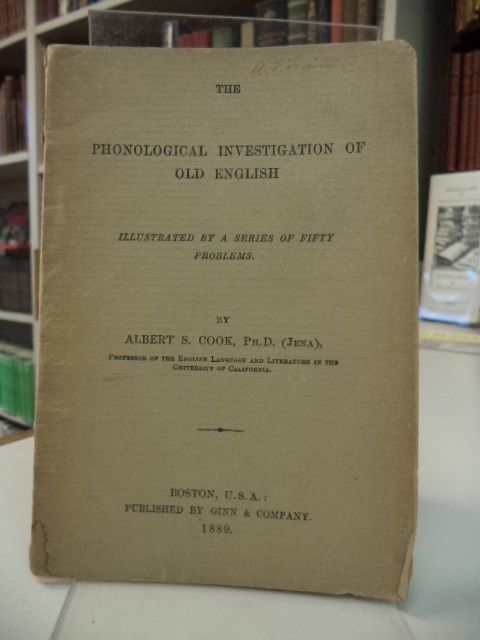 THE
PHONOLOGICAL INVESTIGATION OF
OLD ENGLISH
ILLUSTRATED BY A SERIES OF FIFTY
PROBLEMS.
BY
ALBERT S. COOK, PH.D. (JENA),
PROFESSOR OF THE ENGLISH LANGUAGE AND LITERATURE IN THE
UNIVERSITY OF CALIFORNIA.
BOSTON, U.S.A.:
PUBLISHED BY GINN & COMPANY.
1889.